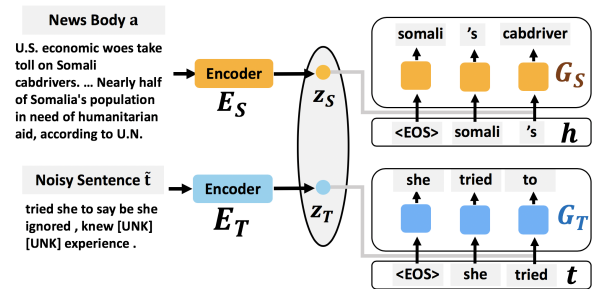 News Body a
U.S. economic woes take
toll on Somali
cabdrivers. ... Nearly half
of Somalia's population
in need of humanitarian
aid, according to U.N.
Encoder
E_S
z_S
somali 's cabdriver
G_S
<EOS> somali 's h
Noisy Sentence t̃
tried she to say be she
ignored , knew [UNK]
[UNK] experience .
Encoder
E_T
z_T
she tried to
G_T
<EOS> she tried t